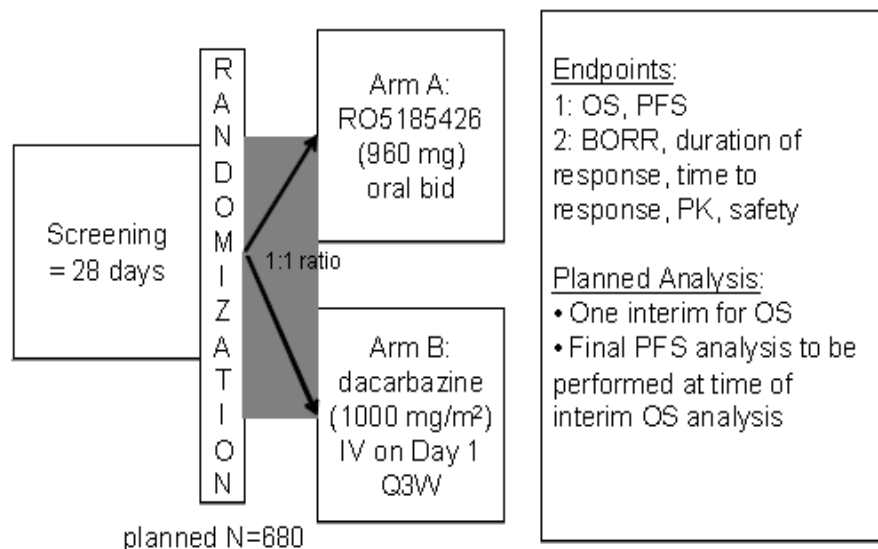 Screening
= 28 days
RANDOMIZATION
1:1 ratio
Arm A:
RO5185426
(960 mg)
oral bid
Arm B:
dacarbazine
(1000 mg/m²)
IV on Day 1
Q3W
planned N=680
Endpoints:
1: OS, PFS
2: BORR, duration of
response, time to
response, PK, safety
Planned Analysis:
• One interim for OS
• Final PFS analysis to be
performed at time of
interim OS analysis